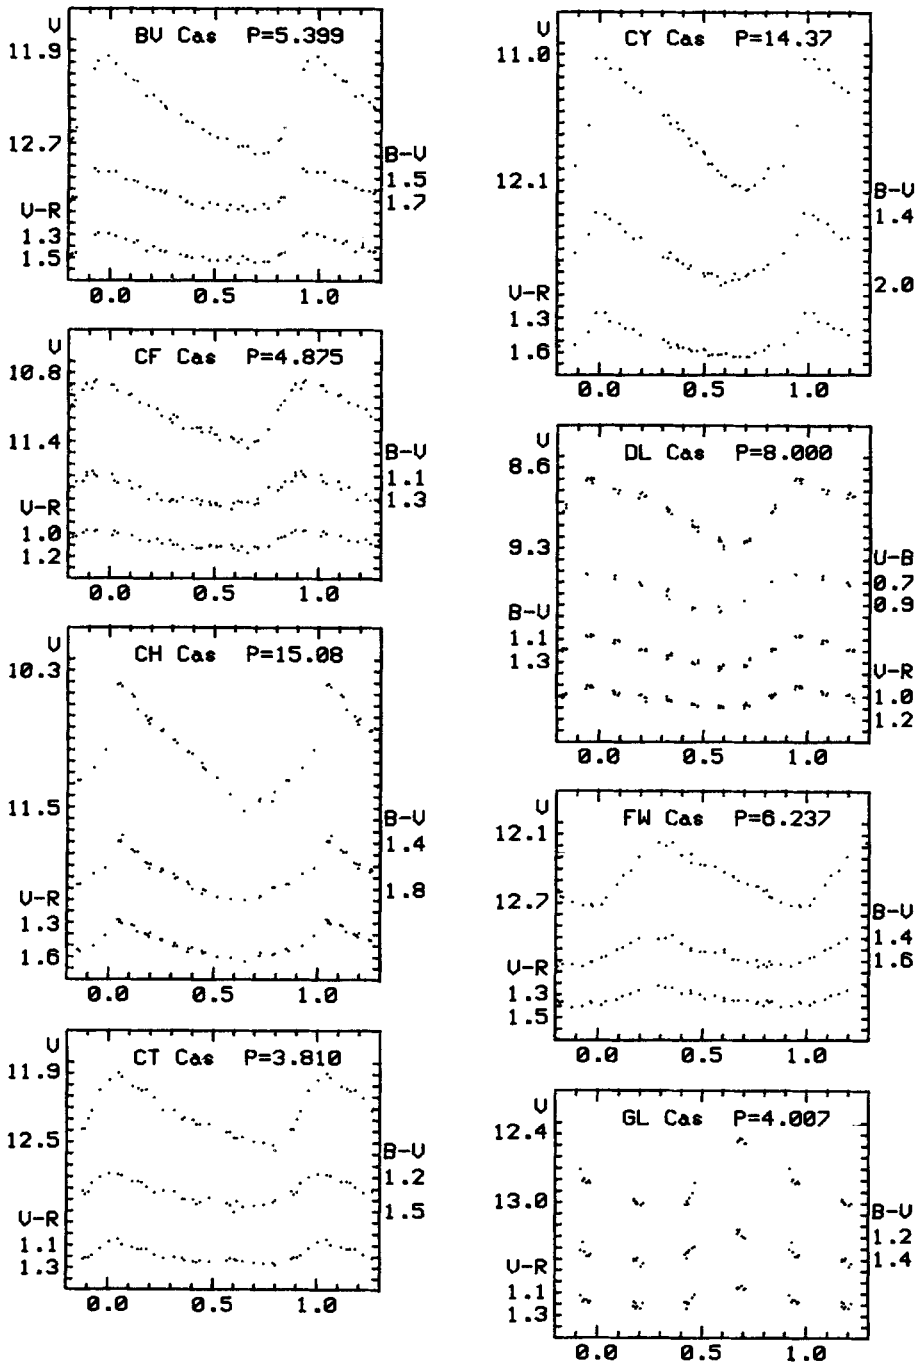 V
BV Cas P=5.399
11.9
12.7
B-V
1.5
1.7
V-R
1.3
1.5
0.0 0.5 1.0
V
CF Cas P=4.875
10.8
11.4
B-V
1.1
1.3
V-R
1.0
1.2
0.0 0.5 1.0
V
CH Cas P=15.08
10.3
11.5
B-V
1.4
1.8
V-R
1.3
1.6
0.0 0.5 1.0
V
CT Cas P=3.810
11.9
12.5
B-V
1.2
1.5
V-R
1.1
1.3
0.0 0.5 1.0
V
CY Cas P=14.37
11.0
12.1
B-V
1.4
2.0
V-R
1.3
1.6
0.0 0.5 1.0
V
DL Cas P=8.000
8.6
9.3
U-B
0.7
0.9
B-V
1.1
1.3
V-R
1.0
1.2
0.0 0.5 1.0
V
FW Cas P=6.237
12.1
12.7
B-V
1.4
1.6
V-R
1.3
1.5
0.0 0.5 1.0
V
GL Cas P=4.007
12.4
13.0
B-V
1.2
1.4
V-R
1.1
1.3
0.0 0.5 1.0